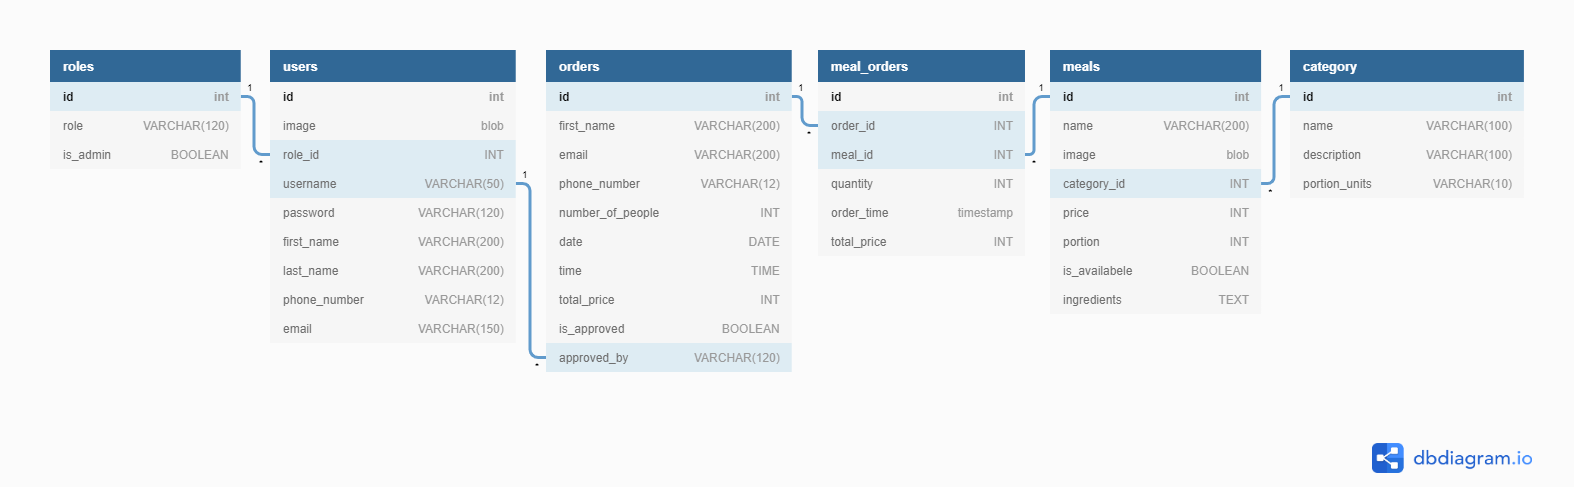 roles
id int
role VARCHAR(120)
is_admin BOOLEAN
1
*
users
id int
image blob
role_id INT
username VARCHAR(50)
password VARCHAR(120)
first_name VARCHAR(200)
last_name VARCHAR(200)
phone_number VARCHAR(12)
email VARCHAR(150)
1
*
orders
id int
first_name VARCHAR(200)
email VARCHAR(200)
phone_number VARCHAR(12)
number_of_people INT
date DATE
time TIME
total_price INT
is_approved BOOLEAN
approved_by VARCHAR(120)
1
*
meal_orders
id int
order_id INT
meal_id INT
quantity INT
order_time timestamp
total_price INT
1
*
meals
id int
name VARCHAR(200)
image blob
category_id INT
price INT
portion INT
is_availabele BOOLEAN
ingredients TEXT
1
*
category
id int
name VARCHAR(100)
description VARCHAR(100)
portion_units VARCHAR(10)
dbdiagram.io